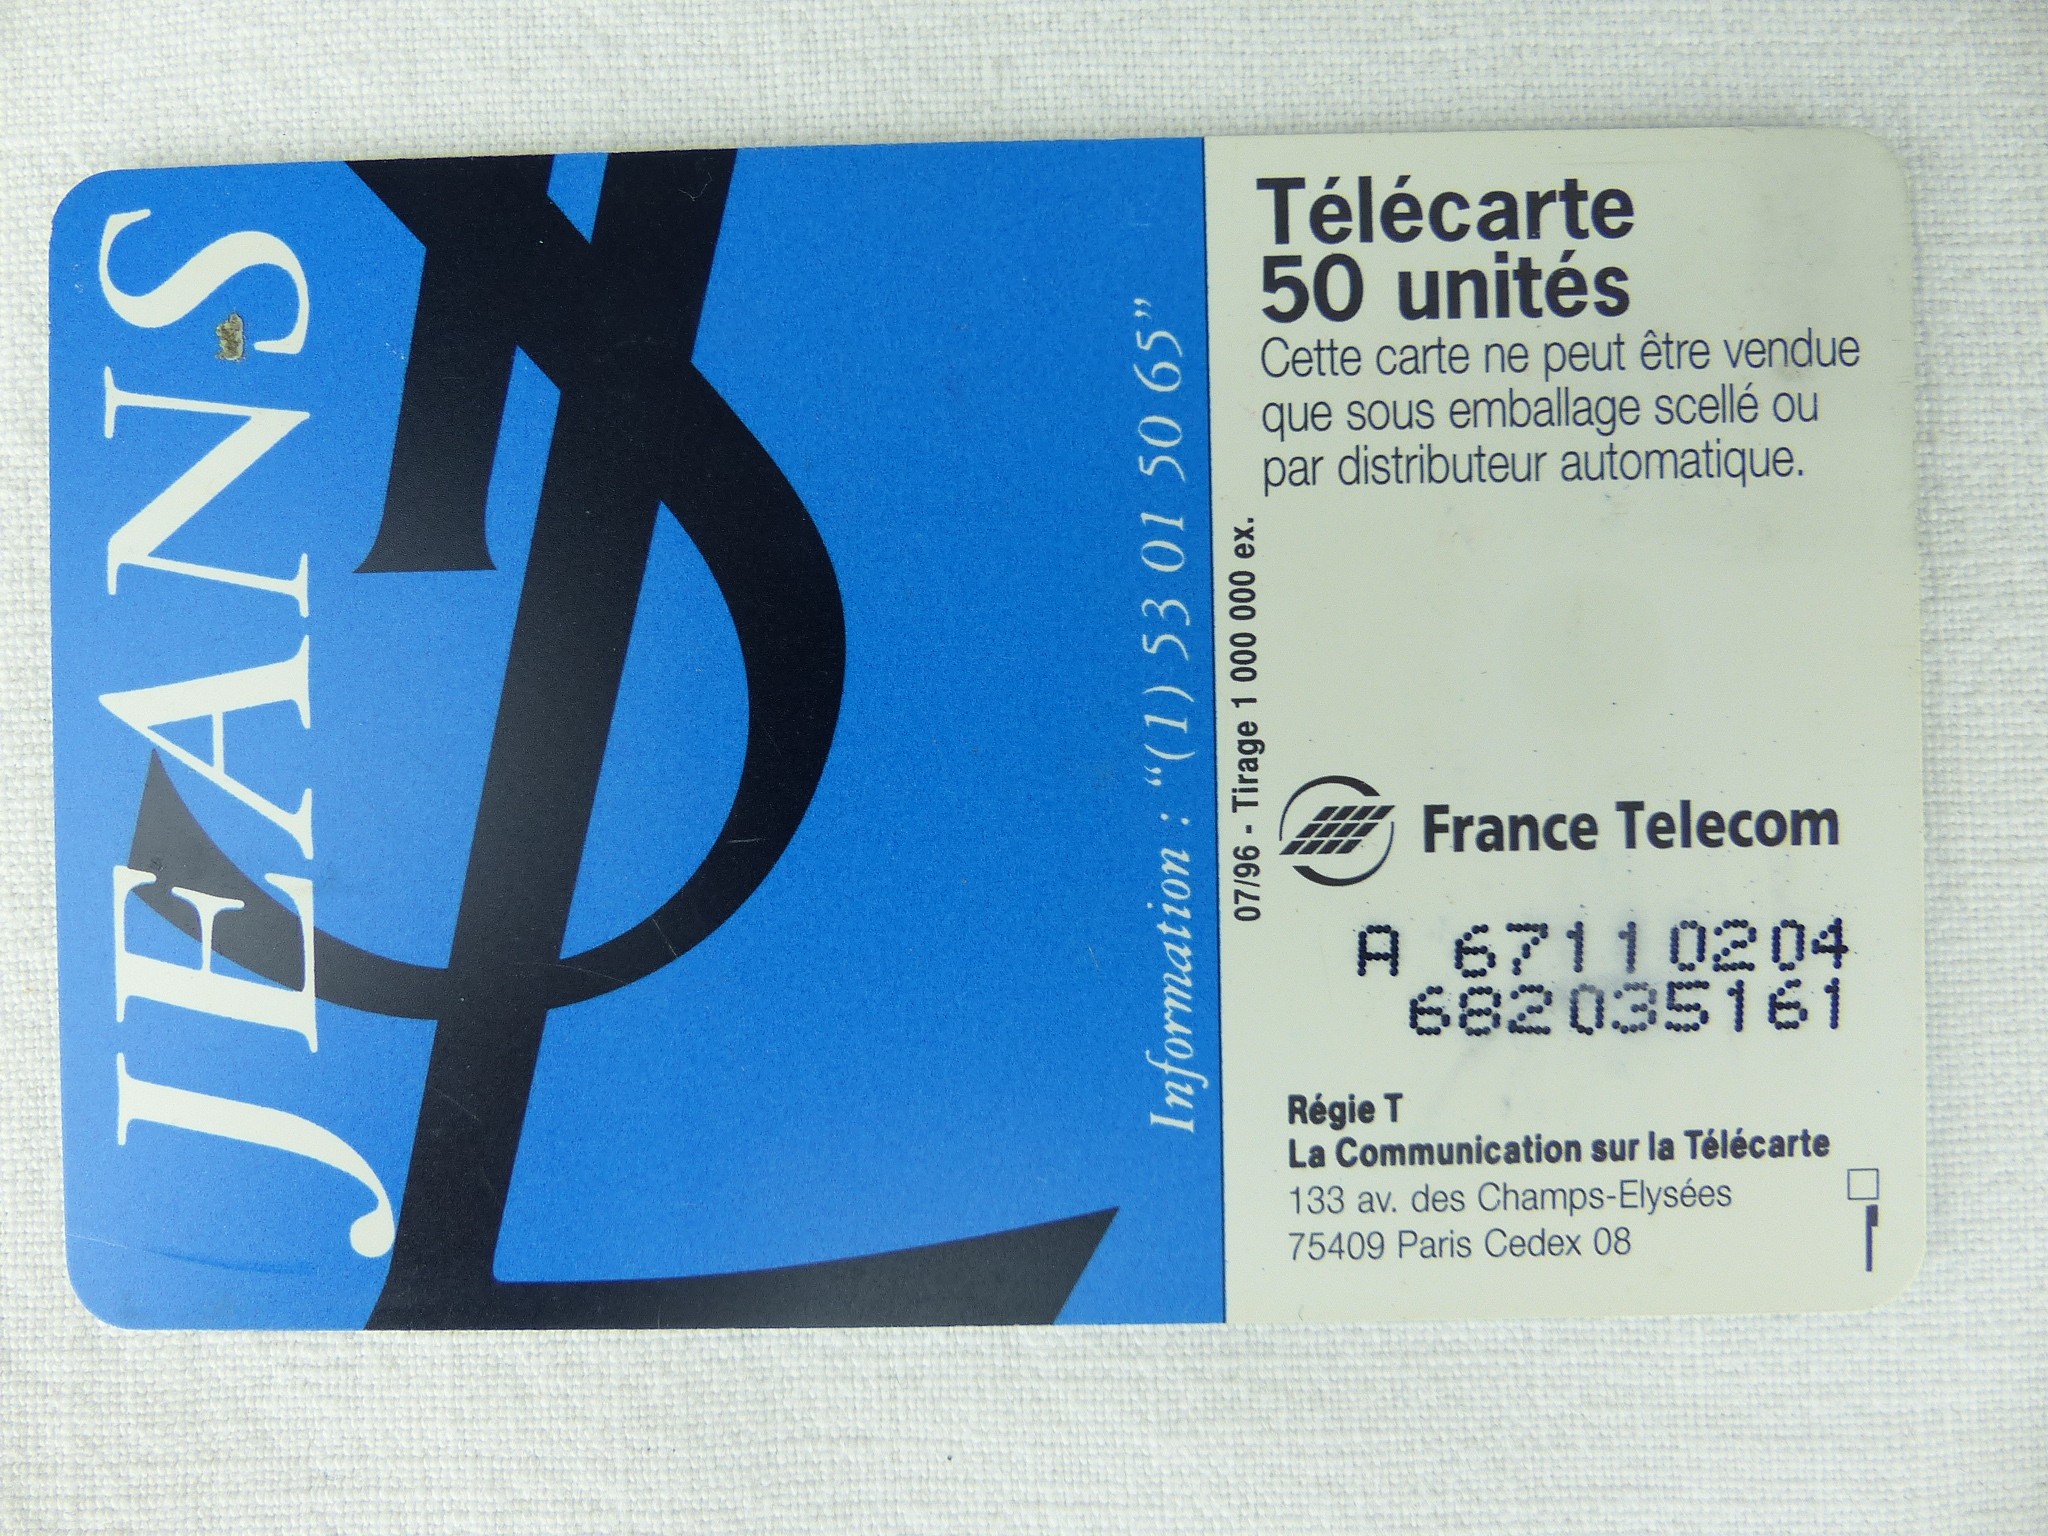 JEANS
Information : “(1) 53 01 50 65”
Télécarte
50 unités
Cette carte ne peut être vendue
que sous emballage scellé ou
par distributeur automatique.
07/96 - Tirage 1 000 000 ex.
France Telecom
A 67110204
682035161
Régie T
La Communication sur la Télécarte
133 av. des Champs-Elysées
75409 Paris Cedex 08